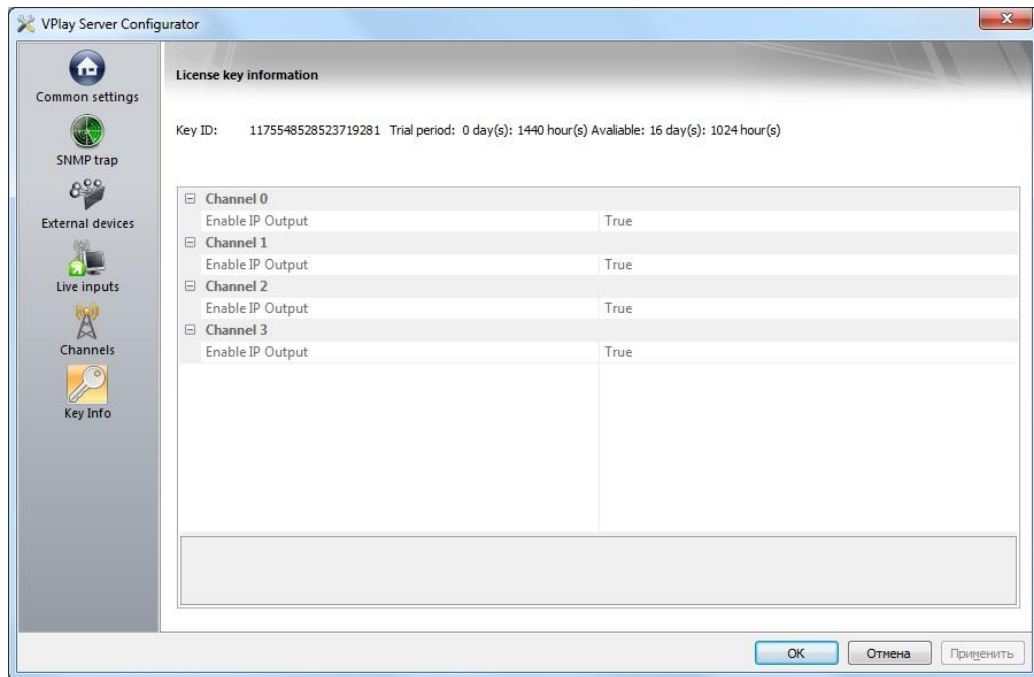 VPlay Server Configurator
Common settings
SNMP trap
External devices
Live inputs
Channels
Key Info
License key information
Key ID: 1175548528523719281 Trial period: 0 day(s): 1440 hour(s) Avaliable: 16 day(s): 1024 hour(s)
Channel 0
Enable IP Output True
Channel 1
Enable IP Output True
Channel 2
Enable IP Output True
Channel 3
Enable IP Output True
OK Отмена Применить